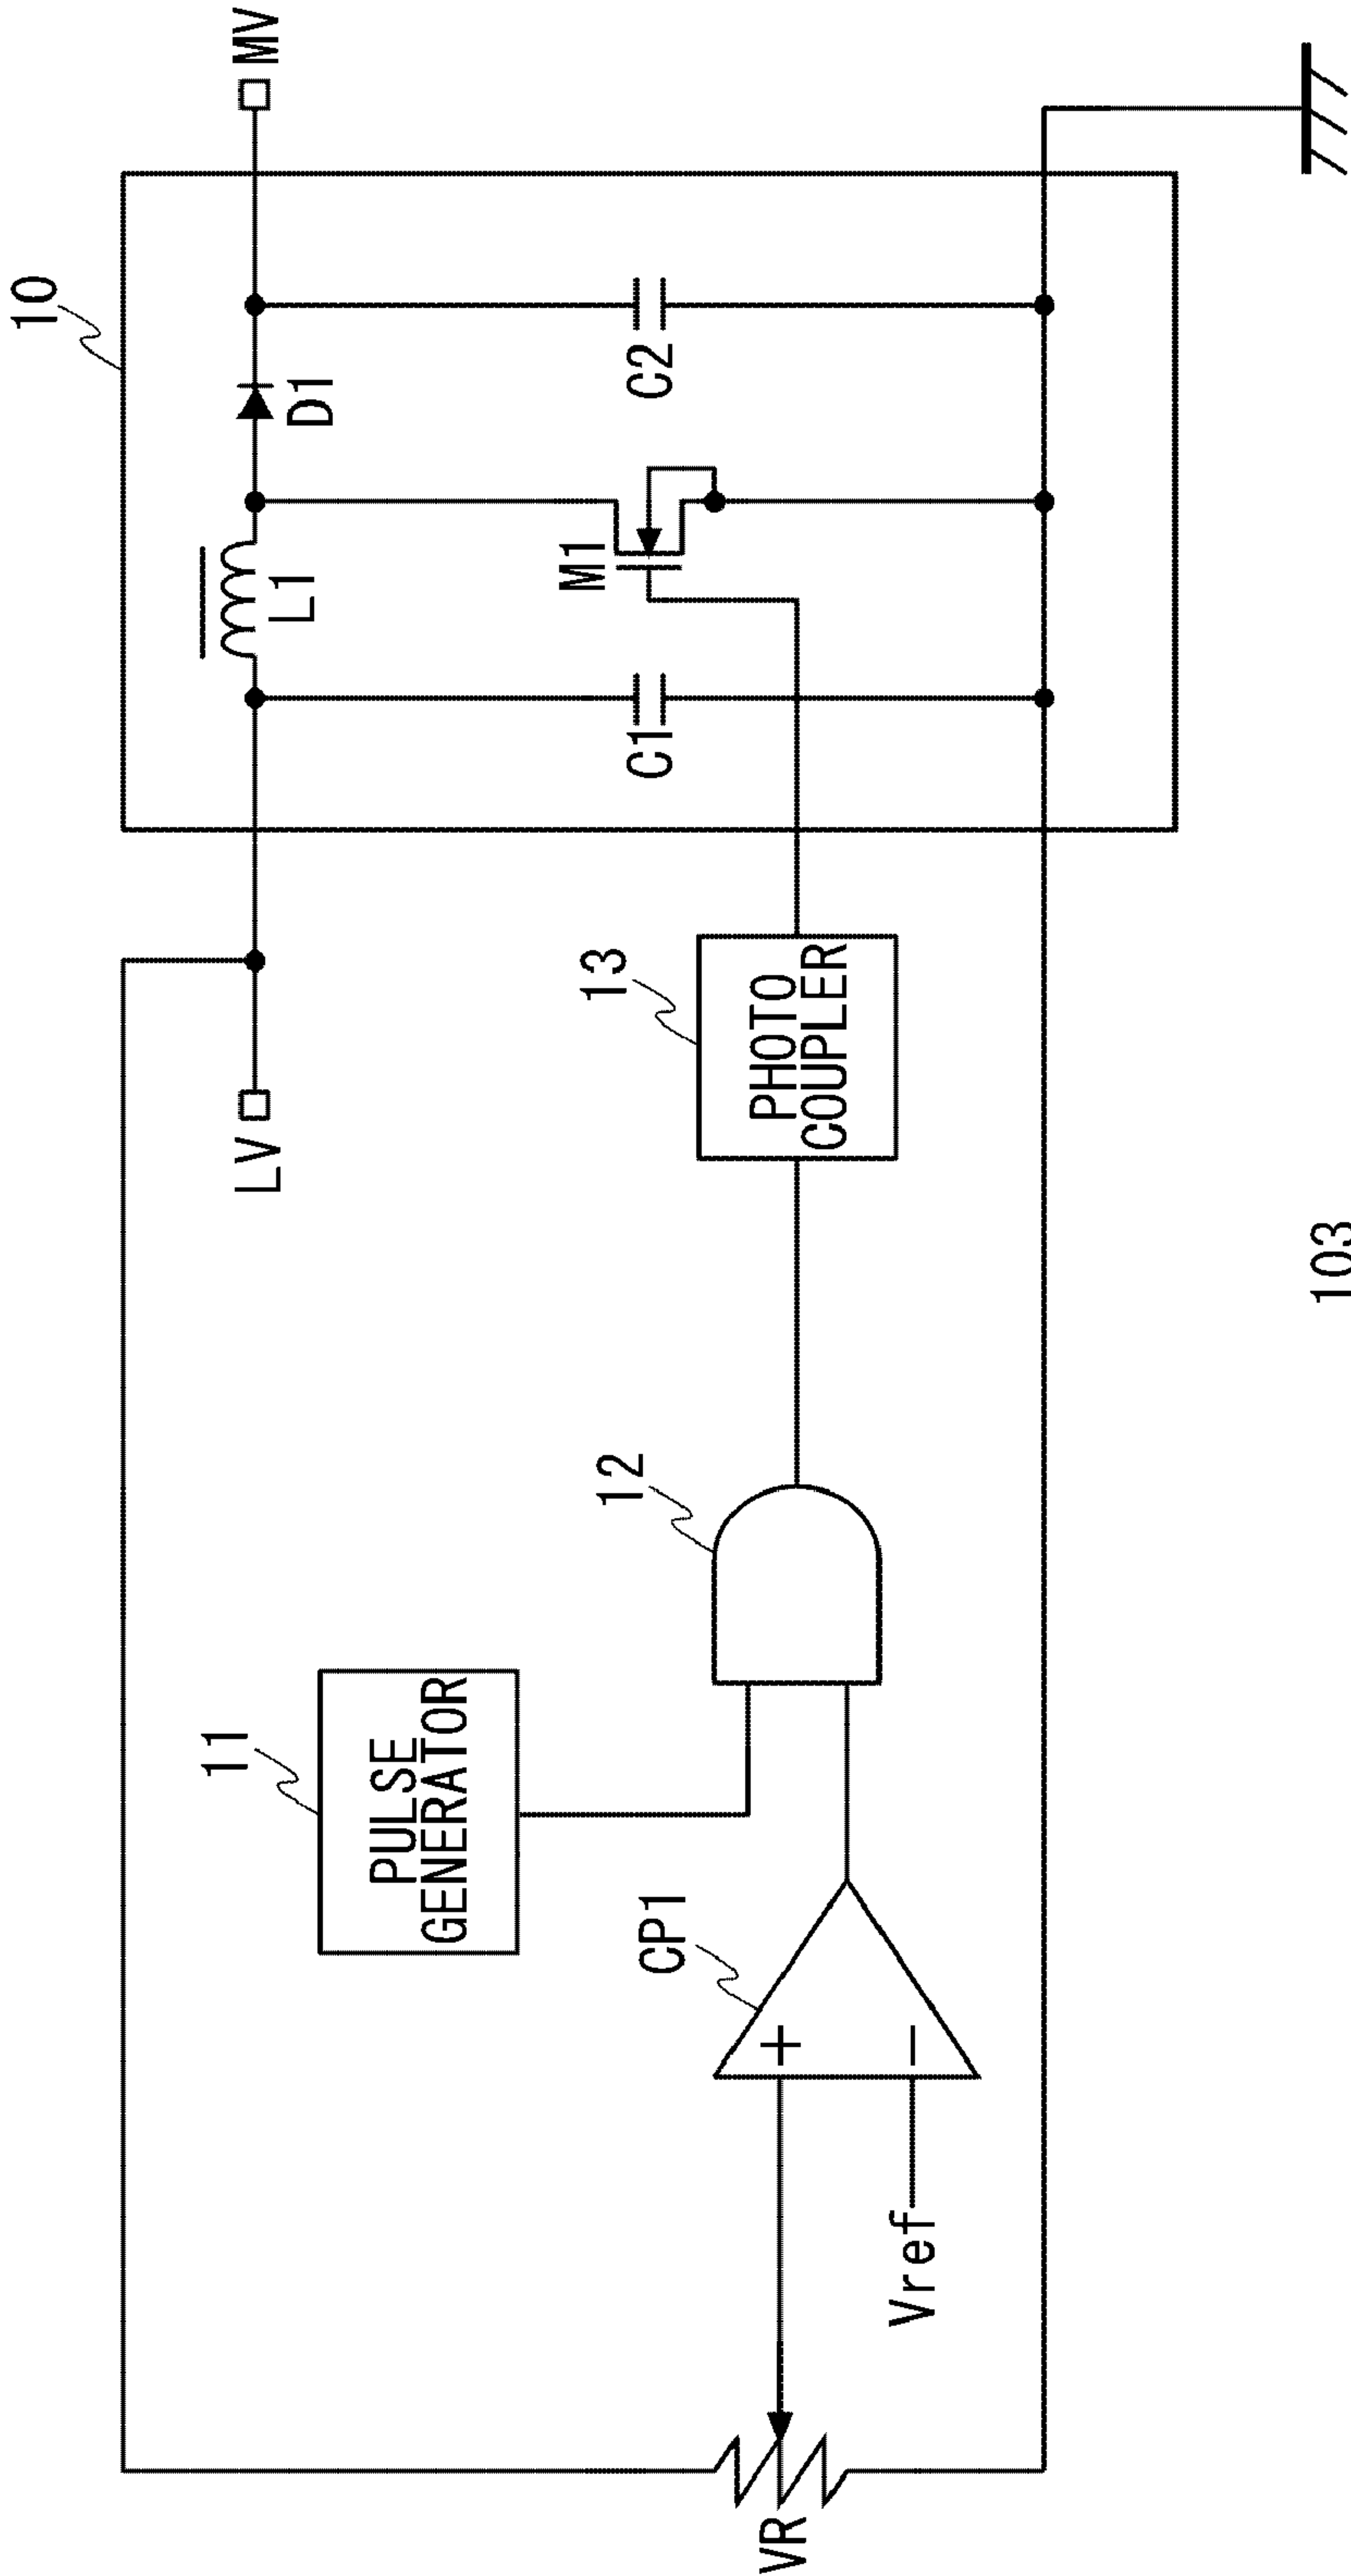 10
LV
MV
L1
D1
11
PULSE
GENERATOR
12
13
PHOTO
COUPLER
C1
M1
C2
CP1
+
−
VR
Vref
103